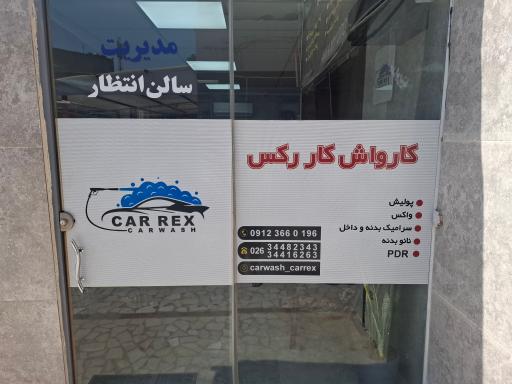 مدیریت
سالن انتظار
کارواش کار رکس
CAR REX
CARWASH
پولیش
واکس
سرامیک بدنه و داخل
نانو بدنه
PDR
0912 366 0 196
026 34482343
34416263
carwash_carrex